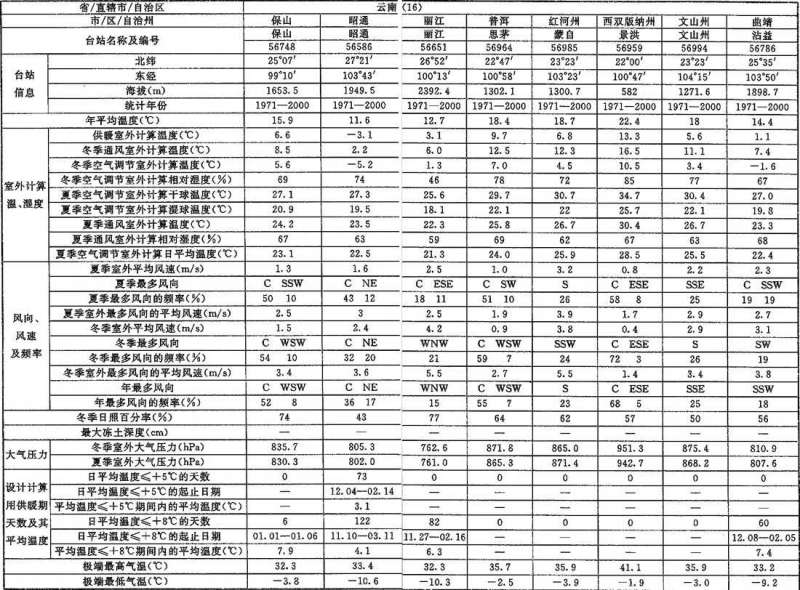 省/直辖市/自治区 云南（16）
市/区/自治州 保山 昭通 丽江 普洱 红河州 西双版纳州 文山州 曲靖
台站名称及编号 保山 昭通 丽江 思茅 蒙自 景洪 文山州 沾益
56748 56586 56651 56964 56985 56959 56994 56786
台站信息
北纬 25°07′ 27°21′ 26°52′ 22°47′ 23°23′ 22°00′ 23°23′ 25°35′
东经 99°10′ 103°43′ 100°13′ 100°58′ 103°23′ 100°47′ 104°15′ 103°50′
海拔(m) 1653.5 1949.5 2392.4 1302.1 1300.7 582 1271.6 1898.7
统计年份 1971—2000 1971—2000 1971—2000 1971—2000 1971—2000 1971—2000 1971—2000 1971—2000
年平均温度(℃) 15.9 11.6 12.7 18.4 18.7 22.4 18 14.4
室外计算温、湿度
供暖室外计算温度(℃) 6.6 -3.1 3.1 9.7 6.8 13.3 5.6 1.1
冬季通风室外计算温度(℃) 8.5 2.2 6.0 12.5 12.3 16.5 11.1 7.4
冬季空气调节室外计算温度(℃) 5.6 -5.2 1.3 7.0 4.5 10.5 3.4 -1.6
冬季空气调节室外计算相对湿度(%) 69 74 46 78 72 85 77 67
夏季空气调节室外计算干球温度(℃) 27.1 27.3 25.6 29.7 30.7 34.7 30.4 27.0
夏季空气调节室外计算湿球温度(℃) 20.9 19.5 18.1 22.1 22 25.7 22.1 19.8
夏季通风室外计算温度(℃) 24.2 23.5 22.3 25.8 26.7 30.4 26.7 23.3
夏季通风室外计算相对湿度(%) 67 63 59 69 62 67 63 68
夏季空气调节室外计算日平均温度(℃) 23.1 22.5 21.3 24.0 25.9 28.5 25.5 22.4
风向、风速及频率
夏季室外平均风速(m/s) 1.3 1.6 2.5 1.0 3.2 0.8 2.2 2.3
夏季最多风向 C SSW C NE C ESE C SW S C ESE SSE C SSW
夏季最多风向的频率(%) 50 10 43 12 18 11 51 10 26 58 8 25 19 19
夏季室外最多风向的平均风速(m/s) 2.5 3 2.5 1.9 3.9 1.7 2.9 2.7
冬季室外平均风速(m/s) 1.5 2.4 4.2 0.9 3.8 0.4 2.9 3.1
冬季最多风向 C WSW C NE WNW C WSW SSW C ESE S SW
冬季最多风向的频率(%) 54 10 32 20 21 59 7 24 72 3 26 19
冬季室外最多风向的平均风速(m/s) 3.4 3.6 5.5 2.7 5.5 1.4 3.4 3.8
年最多风向 C WSW C NE WNW C WSW S C ESE SSE SSW
年最多风向的频率(%) 52 8 36 17 15 55 7 23 68 5 25 18
冬季日照百分率(%) 74 43 77 64 62 57 50 56
最大冻土深度(cm) — — — — — — — —
大气压力
冬季室外大气压力(hPa) 835.7 805.3 762.6 871.8 865.0 951.3 875.4 810.9
夏季室外大气压力(hPa) 830.3 802.0 761.0 865.3 871.4 942.7 868.2 807.6
设计计算用供暖期天数及其平均温度
日平均温度≤+5℃的天数 0 73 0 0 0 0 0 0
日平均温度≤+5℃的起止日期 — 12.04—02.14 — — — — — —
平均温度≤+5℃期间内的平均温度(℃) — 3.1 — — — — — —
日平均温度≤+8℃的天数 6 122 82 0 0 0 0 60
日平均温度≤+8℃的起止日期 01.01—01.06 11.10—03.11 11.27—02.16 — — — — 12.08—02.05
平均温度≤+8℃期间内的平均温度(℃) 7.9 4.1 6.3 — — — — 7.4
极端最高气温(℃) 32.3 33.4 32.3 35.7 35.9 41.1 35.9 33.2
极端最低气温(℃) -3.8 -10.6 -10.3 -2.5 -3.9 -1.9 -3.0 -9.2